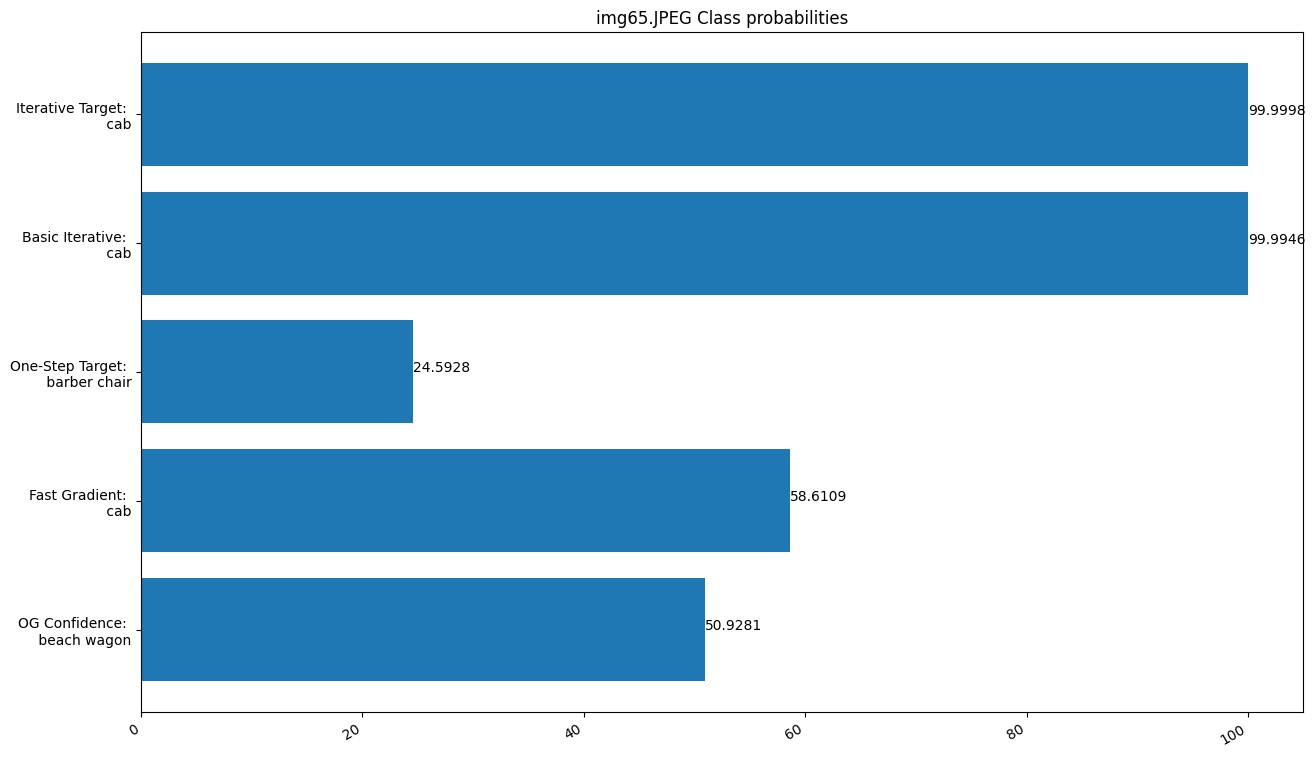 img65.JPEG Class probabilities
Iterative Target:
cab
99.9998
Basic Iterative:
cab
99.9946
One-Step Target:
barber chair
24.5928
Fast Gradient:
cab
58.6109
OG Confidence:
beach wagon
50.9281
0
20
40
60
80
100